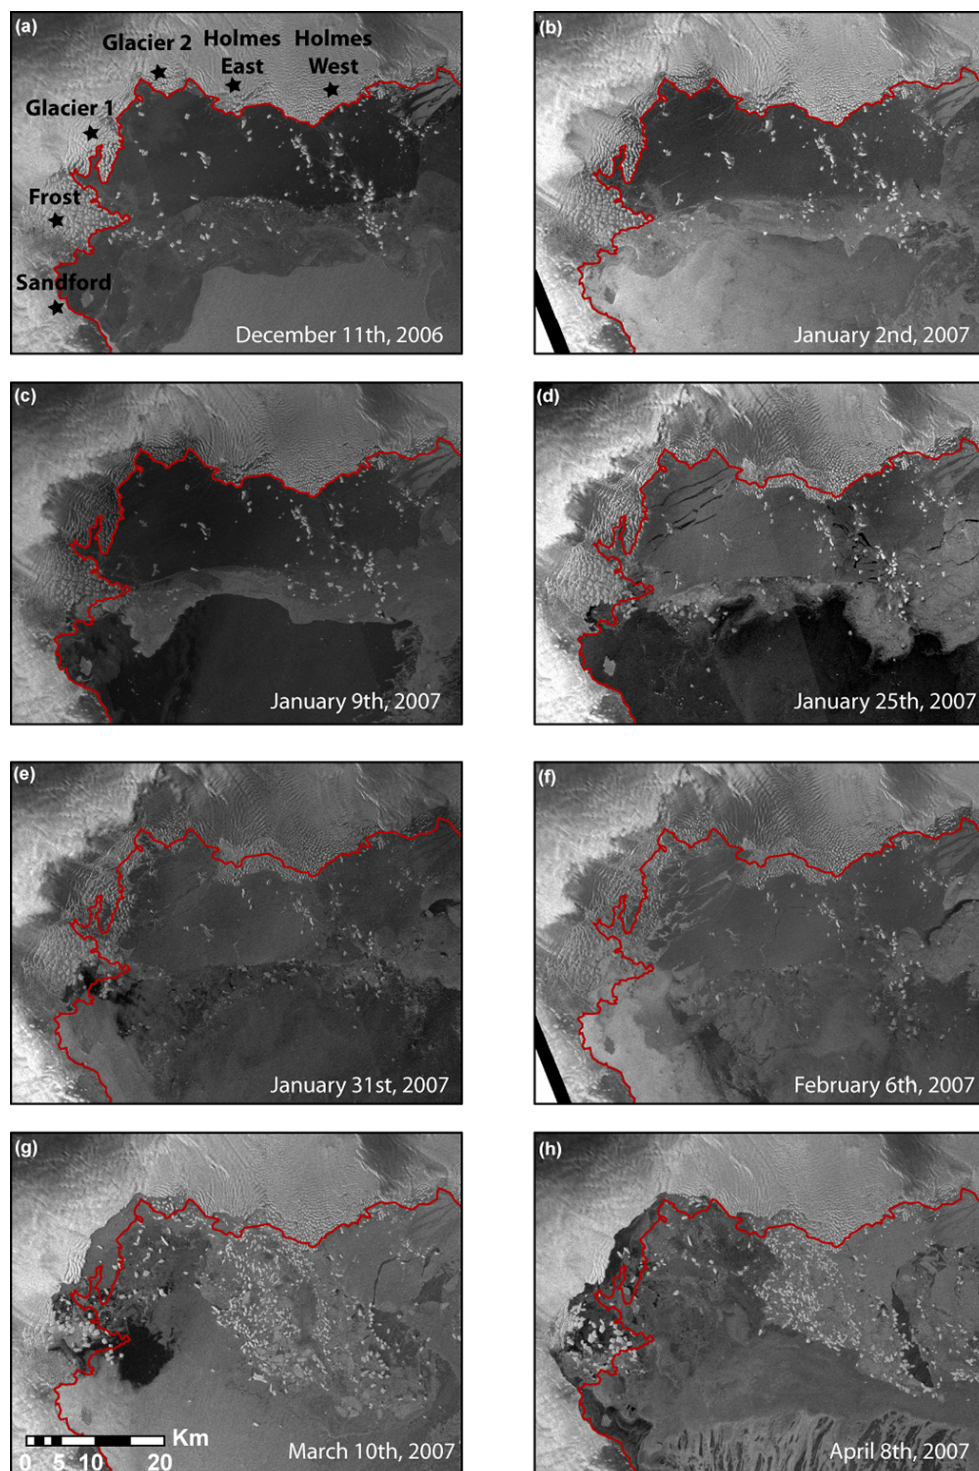 (a)
Glacier 2
Holmes
East
Holmes
West
Glacier 1
Frost
Sandford
December 11th, 2006
(b)
January 2nd, 2007
(c)
January 9th, 2007
(d)
January 25th, 2007
(e)
January 31st, 2007
(f)
February 6th, 2007
(g)
Km
0 5 10 20
March 10th, 2007
(h)
April 8th, 2007